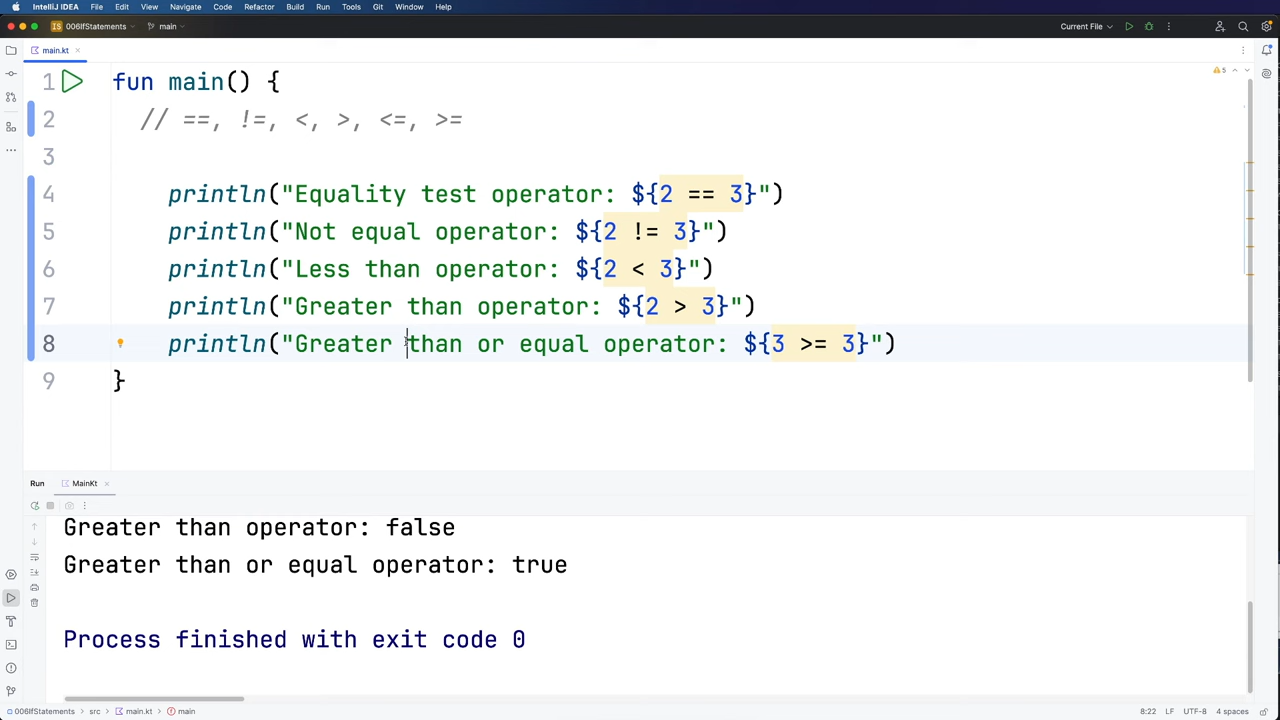 IntelliJ IDEA File Edit View Navigate Code Refactor Build Run Tools Git Window Help
IS 006IfStatements main Current File
main.kt
5
1 fun main() {
2 // ==, !=, <, >, <=, >=
3
4 println("Equality test operator: ${2 == 3}")
5 println("Not equal operator: ${2 != 3}")
6 println("Less than operator: ${2 < 3}")
7 println("Greater than operator: ${2 > 3}")
8 println("Greater than or equal operator: ${3 >= 3}")
9 }
Run MainKt
Greater than operator: false
Greater than or equal operator: true
Process finished with exit code 0
006IfStatements > src > main.kt > main 8:22 LF UTF-8 4 spaces